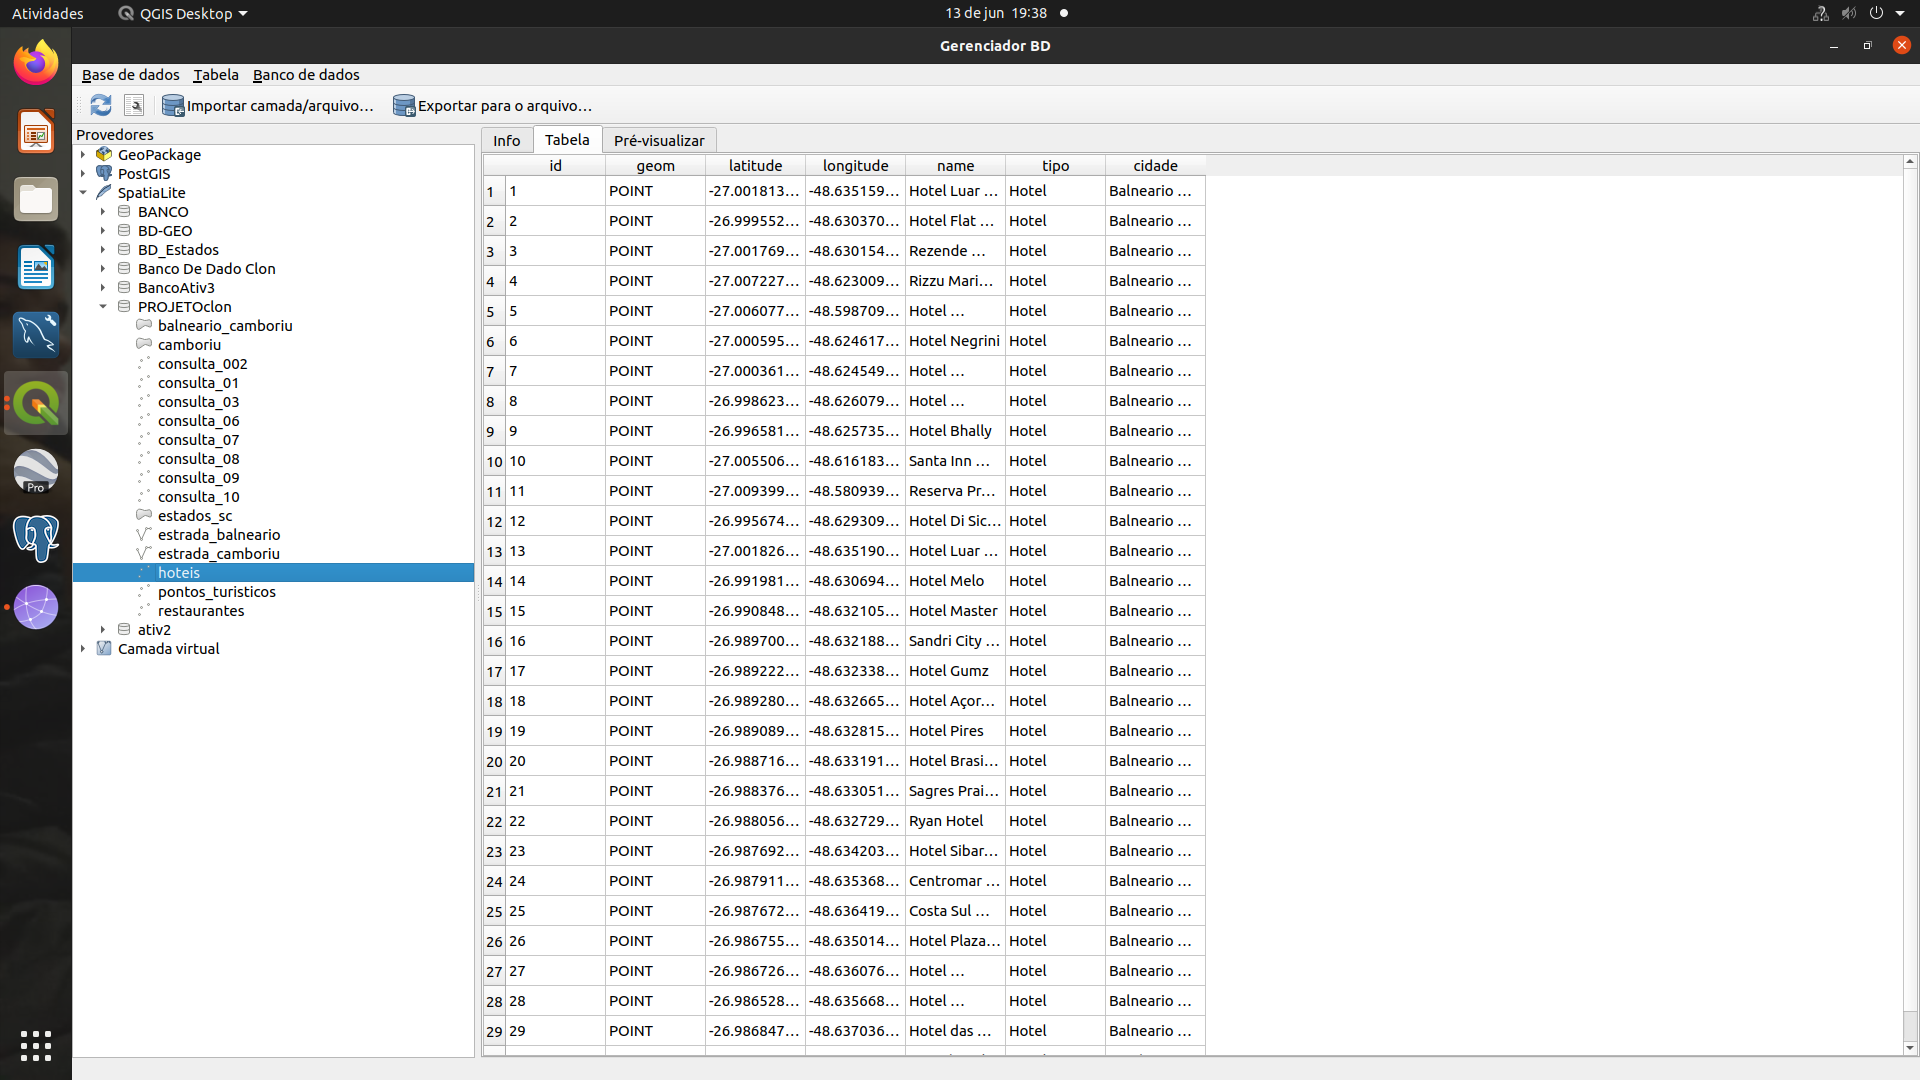 Atividades QGIS Desktop 13 de jun 19:38
Gerenciador BD
Base de dados Tabela Banco de dados
Importar camada/arquivo… Exportar para o arquivo…
Provedores
GeoPackage
PostGIS
SpatiaLite
BANCO
BD-GEO
BD_Estados
Banco De Dado Clon
BancoAtiv3
PROJETOclon
balneario_camboriu
camboriu
consulta_002
consulta_01
consulta_03
consulta_06
consulta_07
consulta_08
consulta_09
consulta_10
estados_sc
estrada_balneario
estrada_camboriu
hoteis
pontos_turisticos
restaurantes
ativ2
Camada virtual
Pro
Info Tabela Pré-visualizar
id geom latitude longitude name tipo cidade
1 1 POINT -27.001813… -48.635159… Hotel Luar … Hotel Balneario …
2 2 POINT -26.999552… -48.630370… Hotel Flat … Hotel Balneario …
3 3 POINT -27.001769… -48.630154… Rezende … Hotel Balneario …
4 4 POINT -27.007227… -48.623009… Rizzu Mari… Hotel Balneario …
5 5 POINT -27.006077… -48.598709… Hotel … Hotel Balneario …
6 6 POINT -27.000595… -48.624617… Hotel Negrini Hotel Balneario …
7 7 POINT -27.000361… -48.624549… Hotel … Hotel Balneario …
8 8 POINT -26.998623… -48.626079… Hotel … Hotel Balneario …
9 9 POINT -26.996581… -48.625735… Hotel Bhally Hotel Balneario …
10 10 POINT -27.005506… -48.616183… Santa Inn … Hotel Balneario …
11 11 POINT -27.009399… -48.580939… Reserva Pr… Hotel Balneario …
12 12 POINT -26.995674… -48.629309… Hotel Di Sic… Hotel Balneario …
13 13 POINT -27.001826… -48.635190… Hotel Luar … Hotel Balneario …
14 14 POINT -26.991981… -48.630694… Hotel Melo Hotel Balneario …
15 15 POINT -26.990848… -48.632105… Hotel Master Hotel Balneario …
16 16 POINT -26.989700… -48.632188… Sandri City … Hotel Balneario …
17 17 POINT -26.989222… -48.632338… Hotel Gumz Hotel Balneario …
18 18 POINT -26.989280… -48.632665… Hotel Açor… Hotel Balneario …
19 19 POINT -26.989089… -48.632815… Hotel Pires Hotel Balneario …
20 20 POINT -26.988716… -48.633191… Hotel Brasi… Hotel Balneario …
21 21 POINT -26.988376… -48.633051… Sagres Prai… Hotel Balneario …
22 22 POINT -26.988056… -48.632729… Ryan Hotel Hotel Balneario …
23 23 POINT -26.987692… -48.634203… Hotel Sibar… Hotel Balneario …
24 24 POINT -26.987911… -48.635368… Centromar … Hotel Balneario …
25 25 POINT -26.987672… -48.636419… Costa Sul … Hotel Balneario …
26 26 POINT -26.986755… -48.635014… Hotel Plaza… Hotel Balneario …
27 27 POINT -26.986726… -48.636076… Hotel … Hotel Balneario …
28 28 POINT -26.986528… -48.635668… Hotel … Hotel Balneario …
29 29 POINT -26.986847… -48.637036… Hotel das … Hotel Balneario …